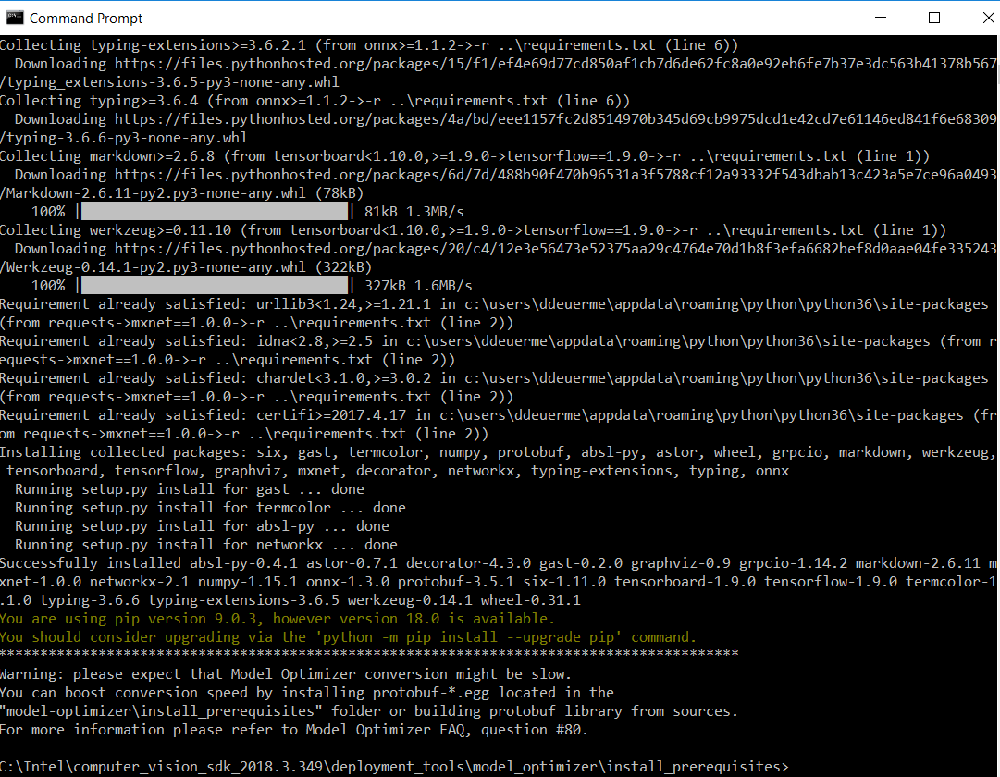 Command Prompt
Collecting typing-extensions>=3.6.2.1 (from onnx>=1.1.2->-r ..\requirements.txt (line 6))
  Downloading https://files.pythonhosted.org/packages/15/f1/ef4e69d77cd850af1cb7d6de62fc8a0e92eb6fe7b37e3dc563b41378b567
/typing_extensions-3.6.5-py3-none-any.whl
Collecting typing>=3.6.4 (from onnx>=1.1.2->-r ..\requirements.txt (line 6))
  Downloading https://files.pythonhosted.org/packages/4a/bd/eee1157fc2d8514970b345d69cb9975dcd1e42cd7e61146ed841f6e68309
/typing-3.6.6-py3-none-any.whl
Collecting markdown>=2.6.8 (from tensorboard<1.10.0,>=1.9.0->tensorflow==1.9.0->-r ..\requirements.txt (line 1))
  Downloading https://files.pythonhosted.org/packages/6d/7d/488b90f470b96531a3f5788cf12a93332f543dbab13c423a5e7ce96a0493
/Markdown-2.6.11-py2.py3-none-any.whl (78kB)
    100% | | 81kB 1.3MB/s
Collecting werkzeug>=0.11.10 (from tensorboard<1.10.0,>=1.9.0->tensorflow==1.9.0->-r ..\requirements.txt (line 1))
  Downloading https://files.pythonhosted.org/packages/20/c4/12e3e56473e52375aa29c4764e70d1b8f3efa6682bef8d0aae04fe335243
/Werkzeug-0.14.1-py2.py3-none-any.whl (322kB)
    100% | | 327kB 1.6MB/s
Requirement already satisfied: urllib3<1.24,>=1.21.1 in c:\users\ddeuerme\appdata\roaming\python\python36\site-packages
(from requests->mxnet==1.0.0->-r ..\requirements.txt (line 2))
Requirement already satisfied: idna<2.8,>=2.5 in c:\users\ddeuerme\appdata\roaming\python\python36\site-packages (from r
equests->mxnet==1.0.0->-r ..\requirements.txt (line 2))
Requirement already satisfied: chardet<3.1.0,>=3.0.2 in c:\users\ddeuerme\appdata\roaming\python\python36\site-packages
(from requests->mxnet==1.0.0->-r ..\requirements.txt (line 2))
Requirement already satisfied: certifi>=2017.4.17 in c:\users\ddeuerme\appdata\roaming\python\python36\site-packages (fr
om requests->mxnet==1.0.0->-r ..\requirements.txt (line 2))
Installing collected packages: six, gast, termcolor, numpy, protobuf, absl-py, astor, wheel, grpcio, markdown, werkzeug,
 tensorboard, tensorflow, graphviz, mxnet, decorator, networkx, typing-extensions, typing, onnx
  Running setup.py install for gast ... done
  Running setup.py install for termcolor ... done
  Running setup.py install for absl-py ... done
  Running setup.py install for networkx ... done
Successfully installed absl-py-0.4.1 astor-0.7.1 decorator-4.3.0 gast-0.2.0 graphviz-0.9 grpcio-1.14.2 markdown-2.6.11 m
xnet-1.0.0 networkx-2.1 numpy-1.15.1 onnx-1.3.0 protobuf-3.5.1 six-1.11.0 tensorboard-1.9.0 tensorflow-1.9.0 termcolor-1
.1.0 typing-3.6.6 typing-extensions-3.6.5 werkzeug-0.14.1 wheel-0.31.1
You are using pip version 9.0.3, however version 18.0 is available.
You should consider upgrading via the 'python -m pip install --upgrade pip' command.
*****************************************************************************************
Warning: please expect that Model Optimizer conversion might be slow.
You can boost conversion speed by installing protobuf-*.egg located in the
"model-optimizer\install_prerequisites" folder or building protobuf library from sources.
For more information please refer to Model Optimizer FAQ, question #80.
C:\Intel\computer_vision_sdk_2018.3.349\deployment_tools\model_optimizer\install_prerequisites>